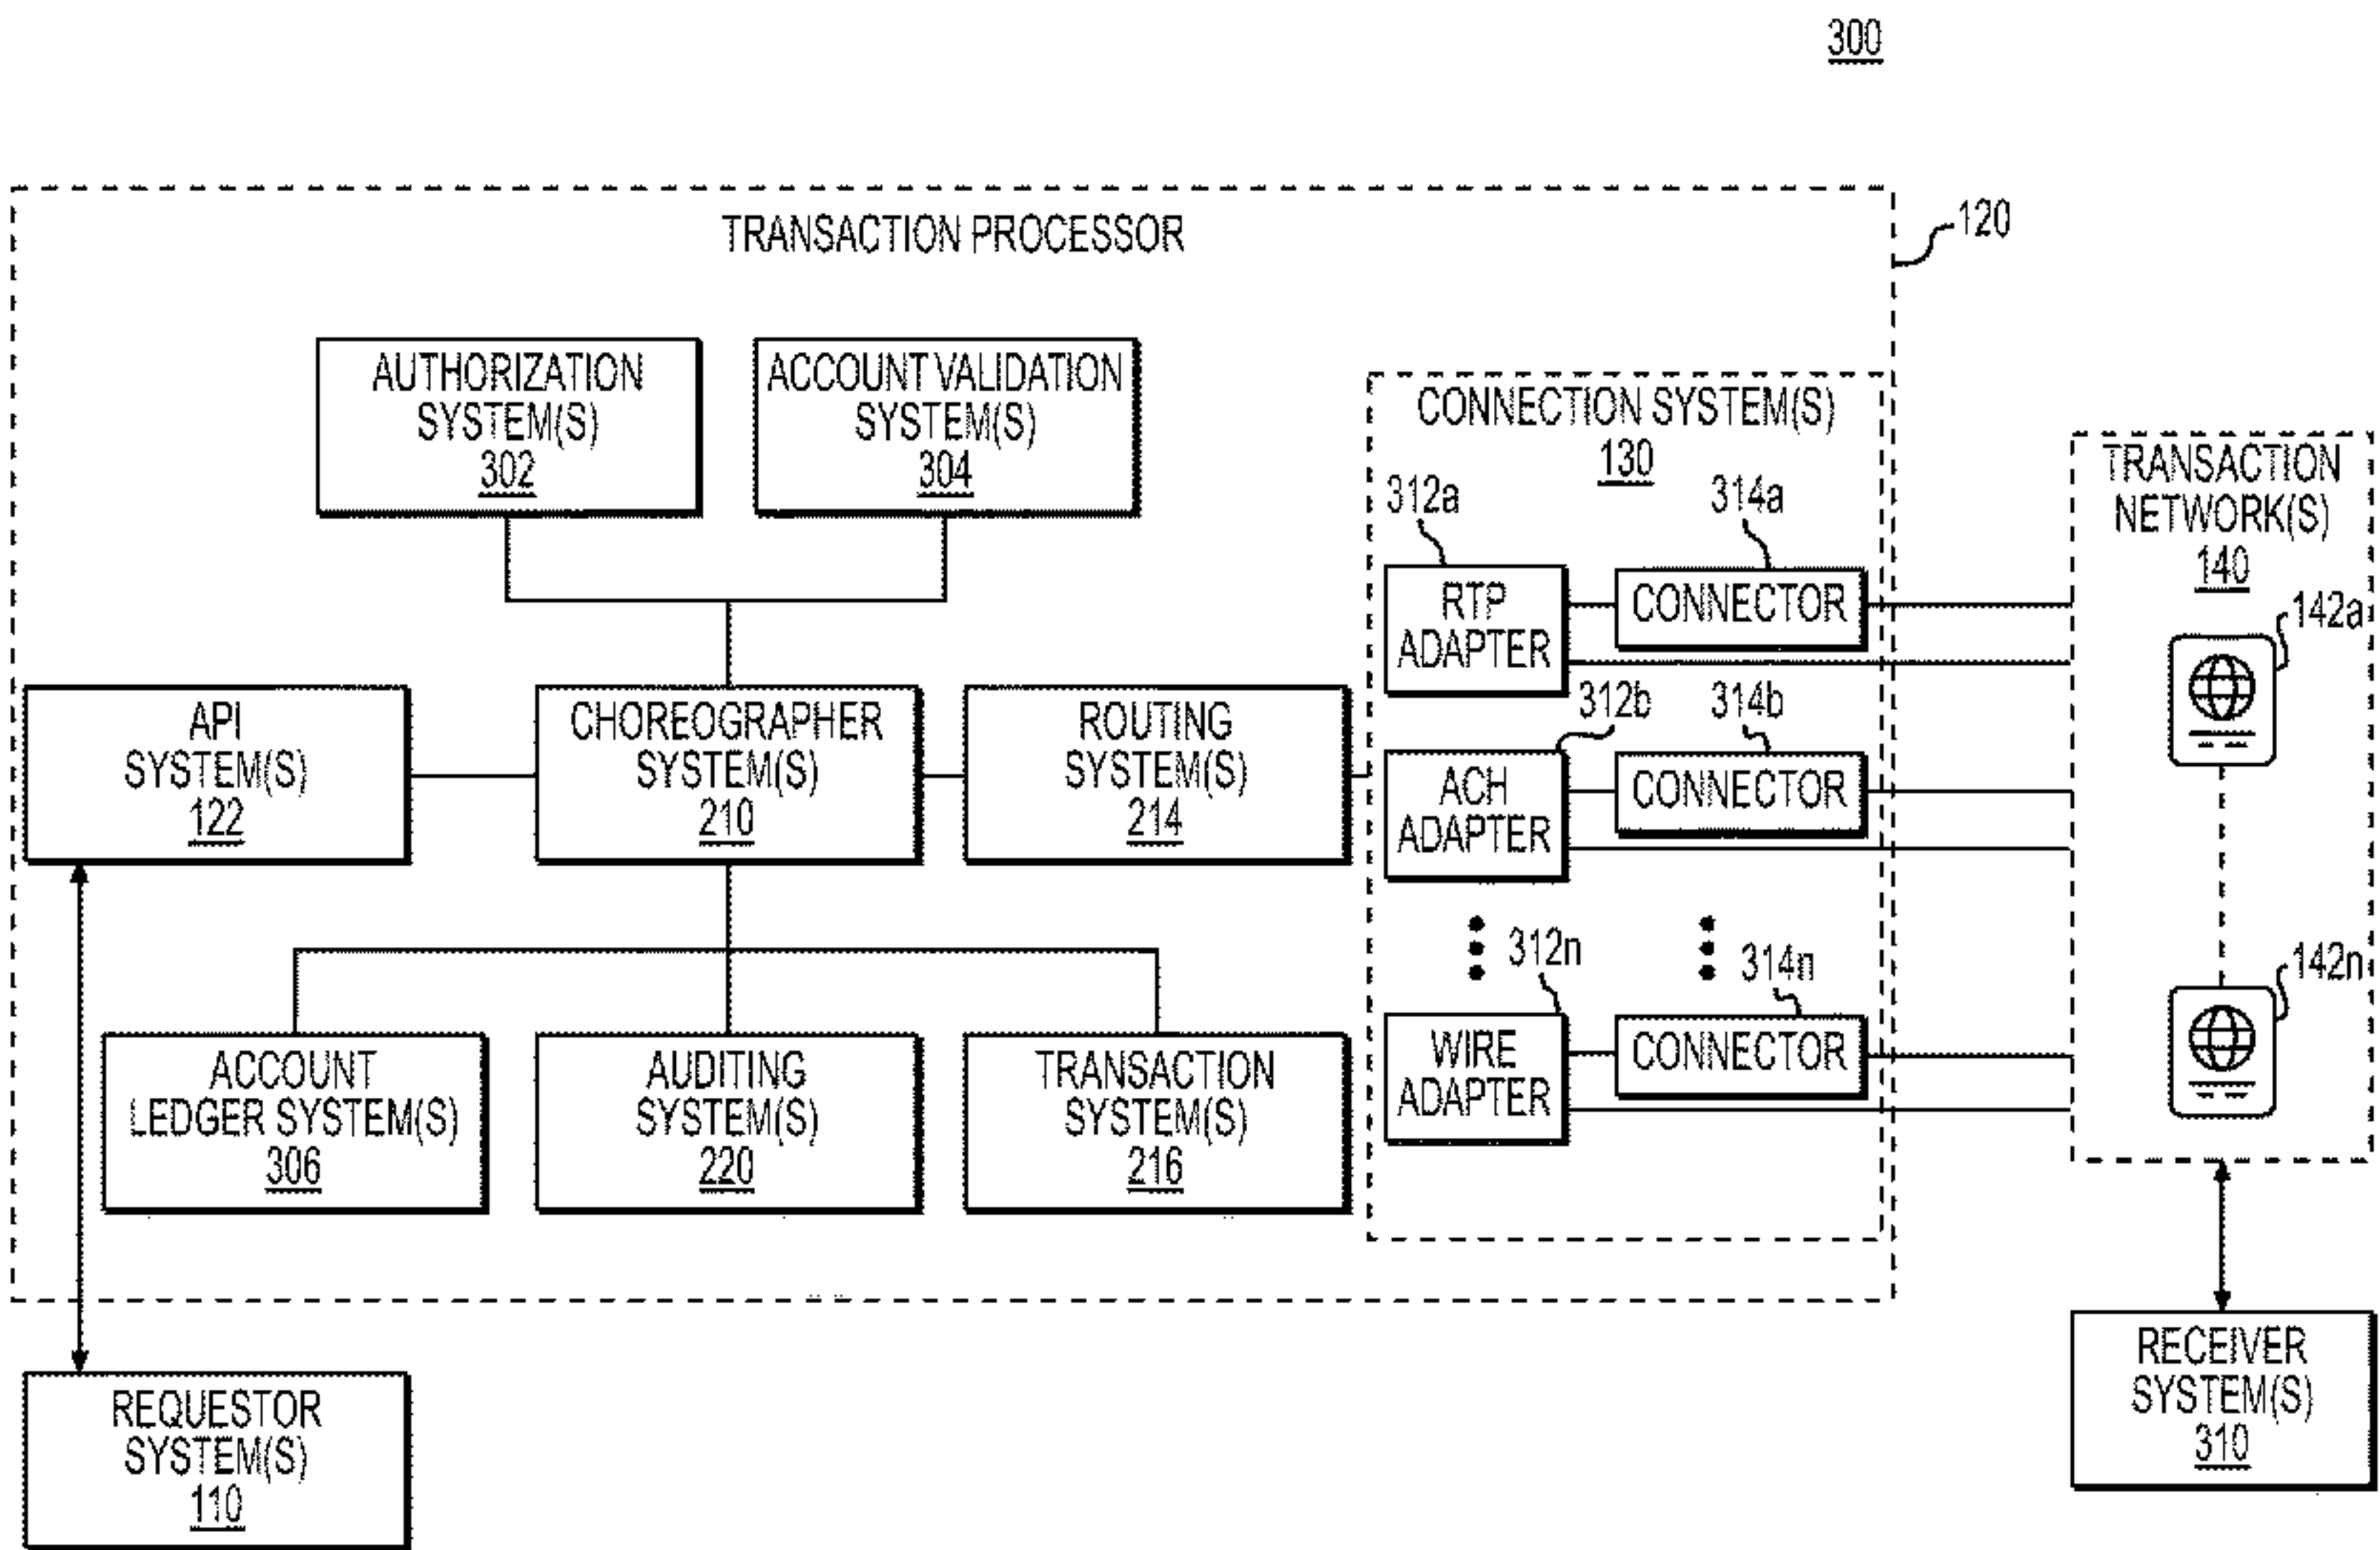 300
TRANSACTION PROCESSOR
120
AUTHORIZATION
SYSTEM(S)
302
ACCOUNT VALIDATION
SYSTEM(S)
304
CONNECTION SYSTEM(S)
130
312a
314a
RTP
ADAPTER
CONNECTOR
TRANSACTION
NETWORK(S)
140
142a
API
SYSTEM(S)
122
CHOREOGRAPHER
SYSTEM(S)
210
ROUTING
SYSTEM(S)
214
312b
314b
ACH
ADAPTER
CONNECTOR
312n
314n
142n
WIRE
ADAPTER
CONNECTOR
ACCOUNT
LEDGER SYSTEM(S)
306
AUDITING
SYSTEM(S)
220
TRANSACTION
SYSTEM(S)
216
REQUESTOR
SYSTEM(S)
110
RECEIVER
SYSTEM(S)
310